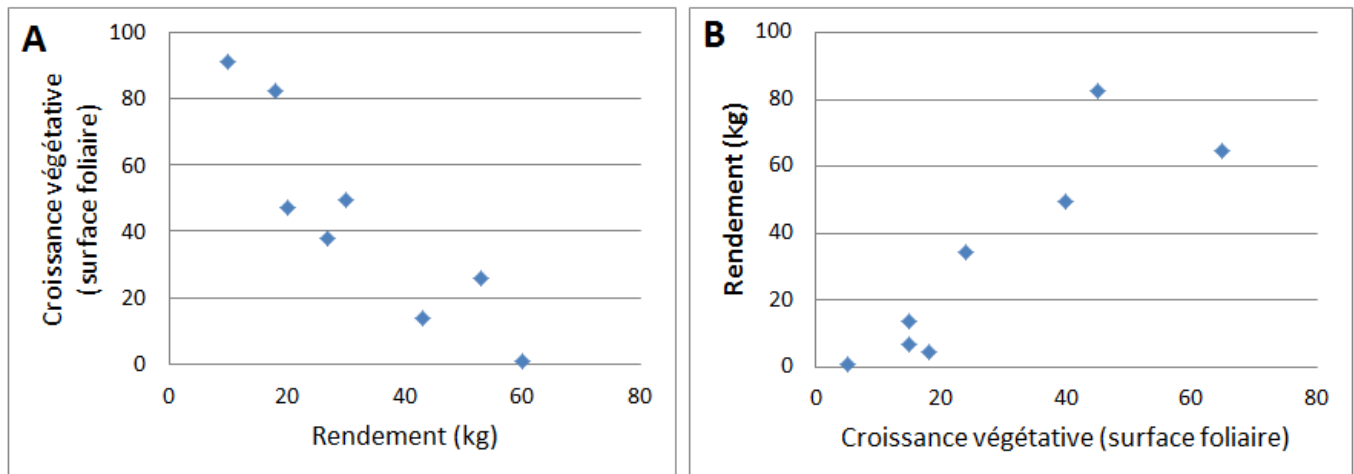 A
100
80
60
40
20
0
Croissance végétative
(surface foliaire)
0 20 40 60 80
Rendement (kg)
B
100
80
60
40
20
0
Rendement (kg)
0 20 40 60 80
Croissance végétative (surface foliaire)